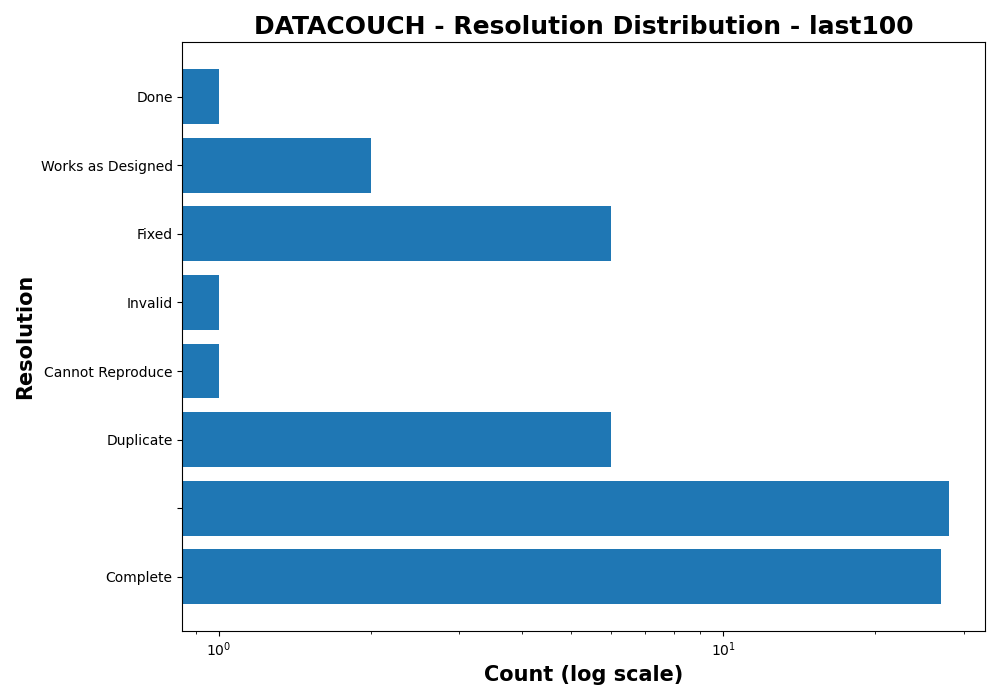 DATACOUCH - Resolution Distribution - last100
Done
Works as Designed
Fixed
Invalid
Cannot Reproduce
Duplicate
Complete
Resolution
10⁰ 10¹
Count (log scale)